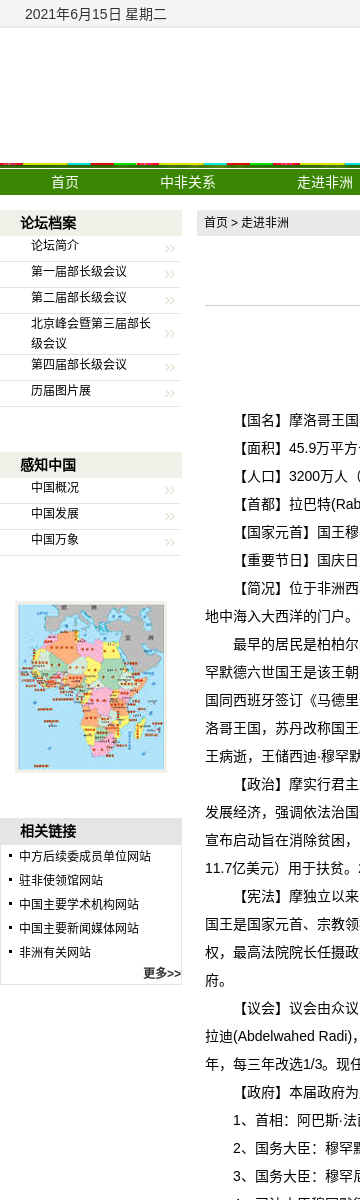 2021年6月15日 星期二
首页 中非关系 走进非洲
论坛档案
论坛简介
第一届部长级会议
第二届部长级会议
北京峰会暨第三届部长
级会议
第四届部长级会议
历届图片展
感知中国
中国概况
中国发展
中国万象
相关链接
中方后续委成员单位网站
驻非使领馆网站
中国主要学术机构网站
中国主要新闻媒体网站
非洲有关网站
更多>>
首页 > 走进非洲
【国名】摩洛哥王国
【面积】45.9万平方
【人口】3200万人（
【首都】拉巴特(Rab
【国家元首】国王穆
【重要节日】国庆日
【简况】位于非洲西
地中海入大西洋的门户。
最早的居民是柏柏尔
罕默德六世国王是该王朝
国同西班牙签订《马德里
洛哥王国，苏丹改称国王
王病逝，王储西迪·穆罕默
【政治】摩实行君主
发展经济，强调依法治国
宣布启动旨在消除贫困，
11.7亿美元）用于扶贫。
【宪法】摩独立以来
国王是国家元首、宗教领
权，最高法院院长任摄政
府。
【议会】议会由众议
拉迪(Abdelwahed Radi)，
年，每三年改选1/3。现任
【政府】本届政府为
1、首相：阿巴斯·法
2、国务大臣：穆罕默
3、国务大臣：穆罕